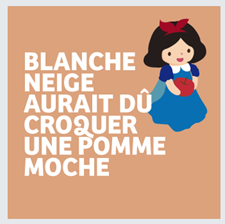 BLANCHE
NEIGE
AURAIT DÛ
CROQUER
UNE POMME
MOCHE